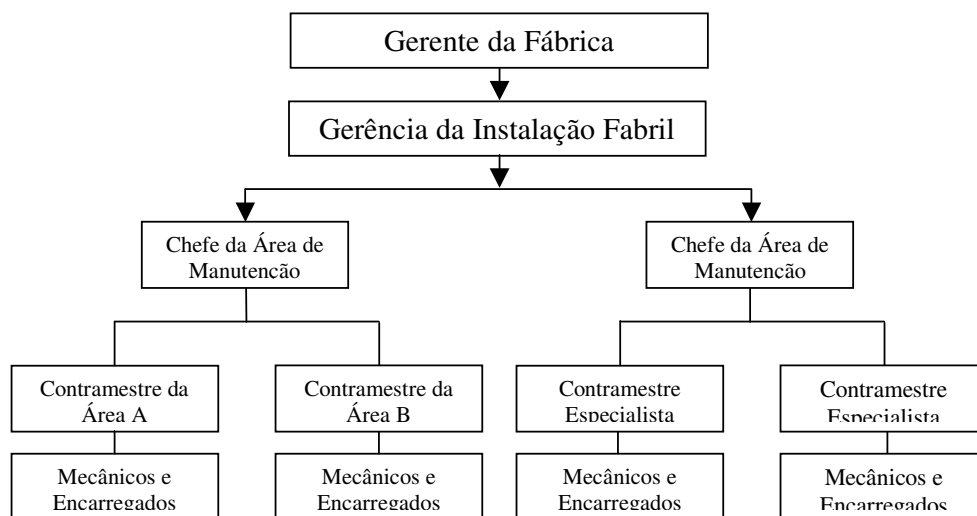 Gerente da Fábrica
Gerência da Instalação Fabril
Chefe da Área de
Manutenção
Chefe da Área de
Manutenção
Contramestre da
Área A
Contramestre da
Área B
Contramestre
Especialista
Contramestre
Especialista
Mecânicos e
Encarregados
Mecânicos e
Encarregados
Mecânicos e
Encarregados
Mecânicos e
Encarregados